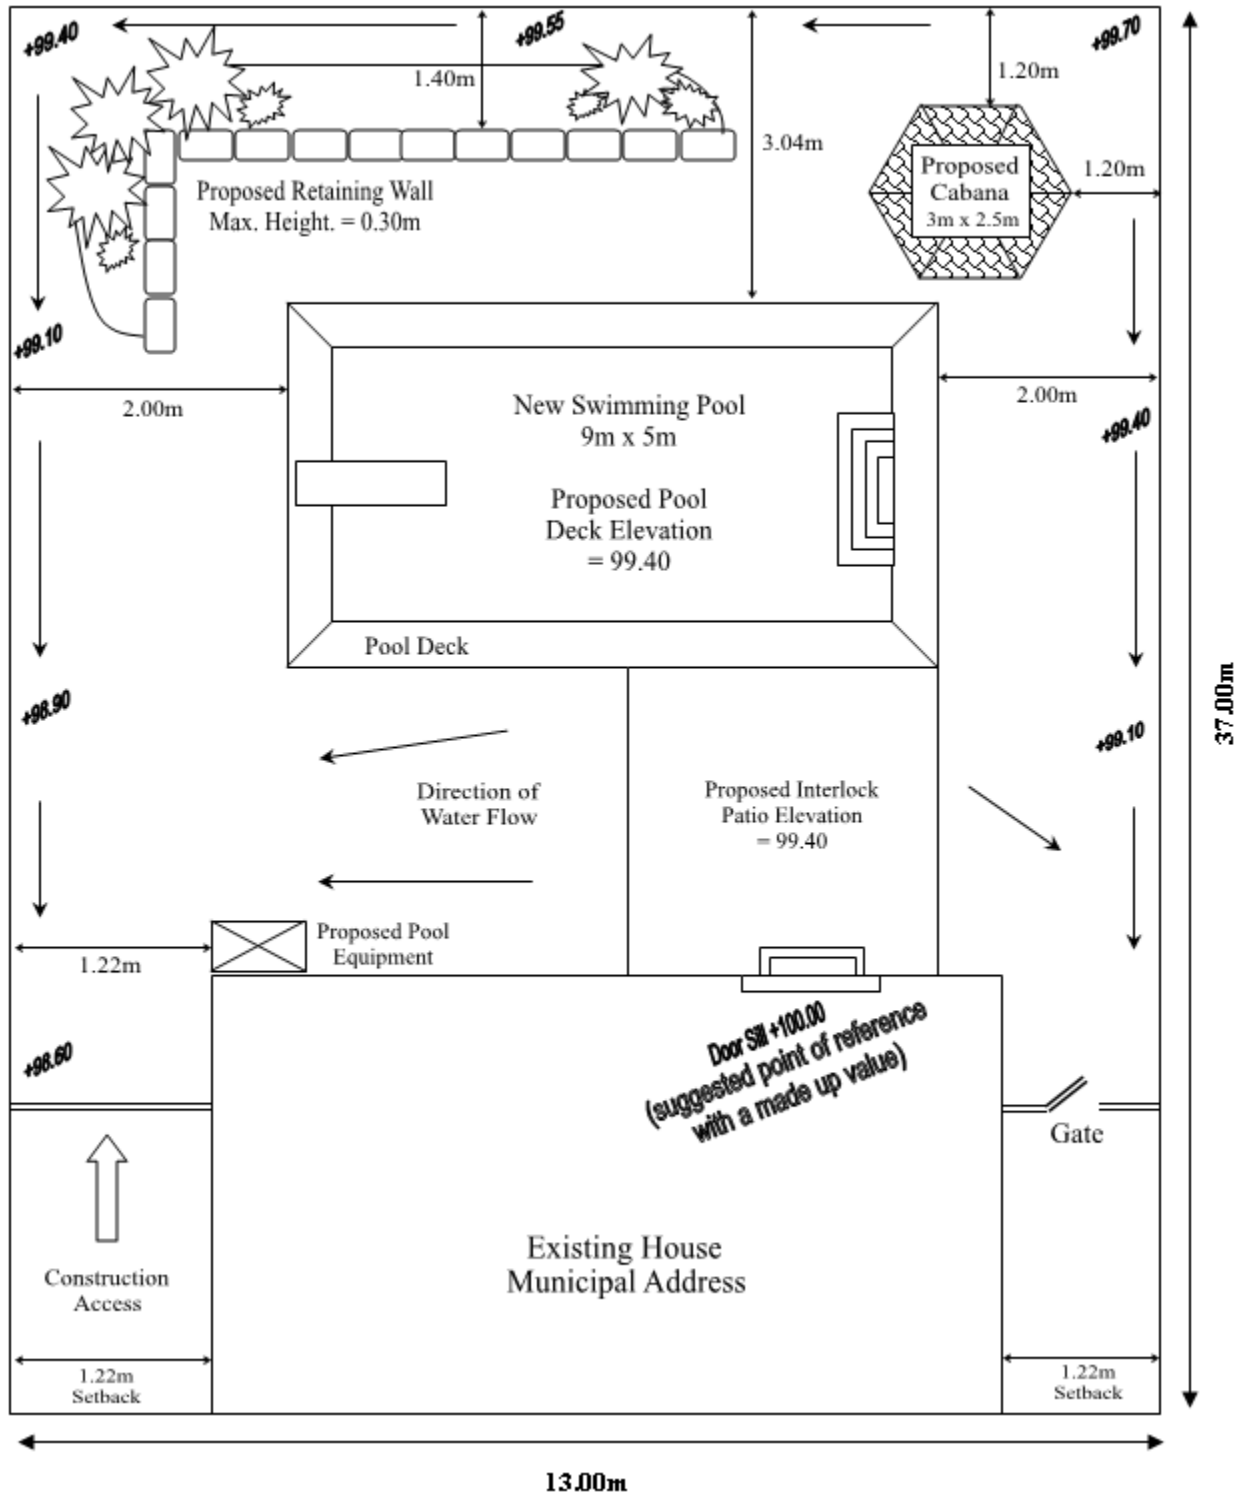 +99.40
+99.55
+99.70
1.40m
1.20m
3.04m
Proposed
Cabana
3m x 2.5m
1.20m
Proposed Retaining Wall
Max. Height. = 0.30m
+99.10
2.00m
2.00m
+99.40
New Swimming Pool
9m x 5m
Proposed Pool
Deck Elevation
= 99.40
Pool Deck
+98.90
37.00m
+99.10
Direction of
Water Flow
Proposed Interlock
Patio Elevation
= 99.40
Proposed Pool
Equipment
1.22m
Door Sill +100.00
(suggested point of reference
with a made up value)
+98.60
Gate
Existing House
Municipal Address
Construction
Access
1.22m
Setback
1.22m
Setback
13.00m